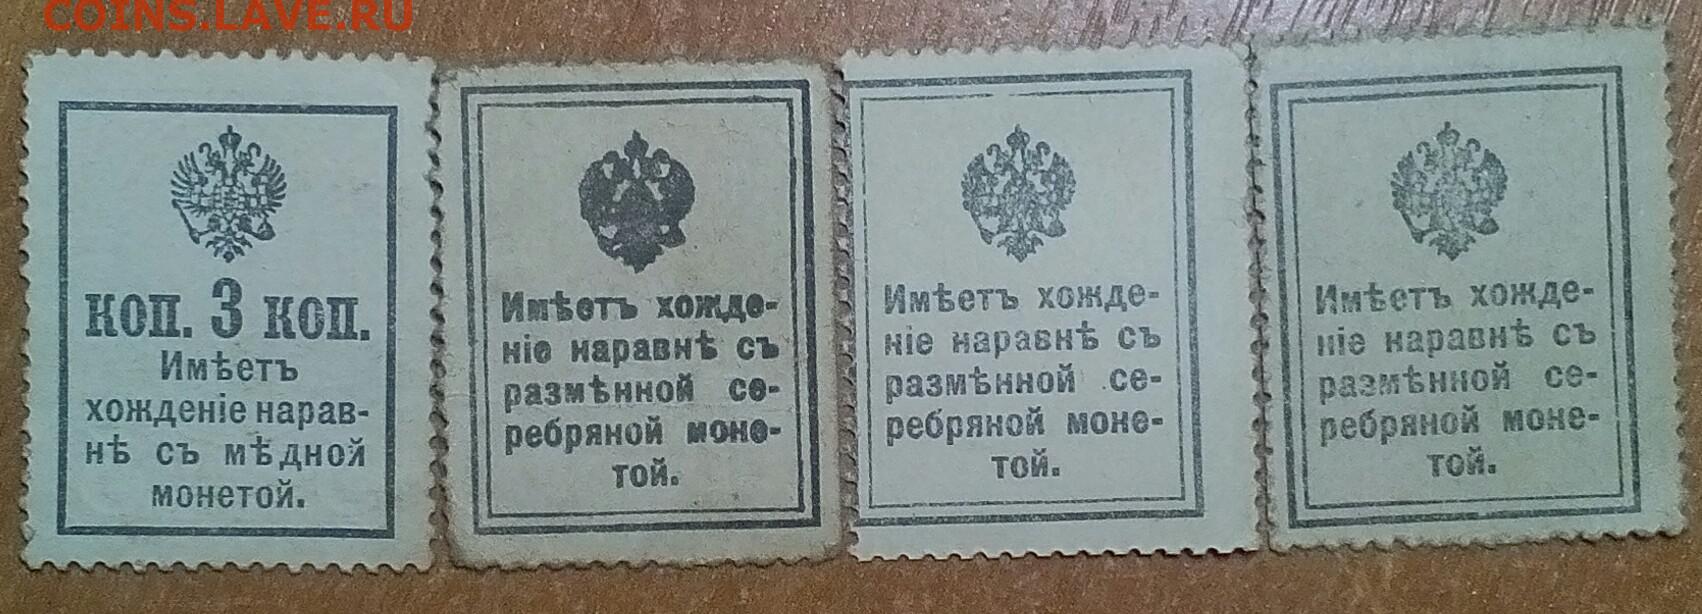 COINS.LAVE.RU
КОП. 3 КОП.
Имѣетъ
хожденіе нарав-
нѣ съ мѣдной
монетой.
Имѣетъ хожде-
ніе наравнѣ съ
размѣнной се-
ребряной моне-
той.
Имѣетъ хожде-
ніе наравнѣ съ
размѣнной се-
ребряной моне-
той.
Имѣетъ хожде-
ніе наравнѣ съ
размѣнной се-
ребряной моне-
той.